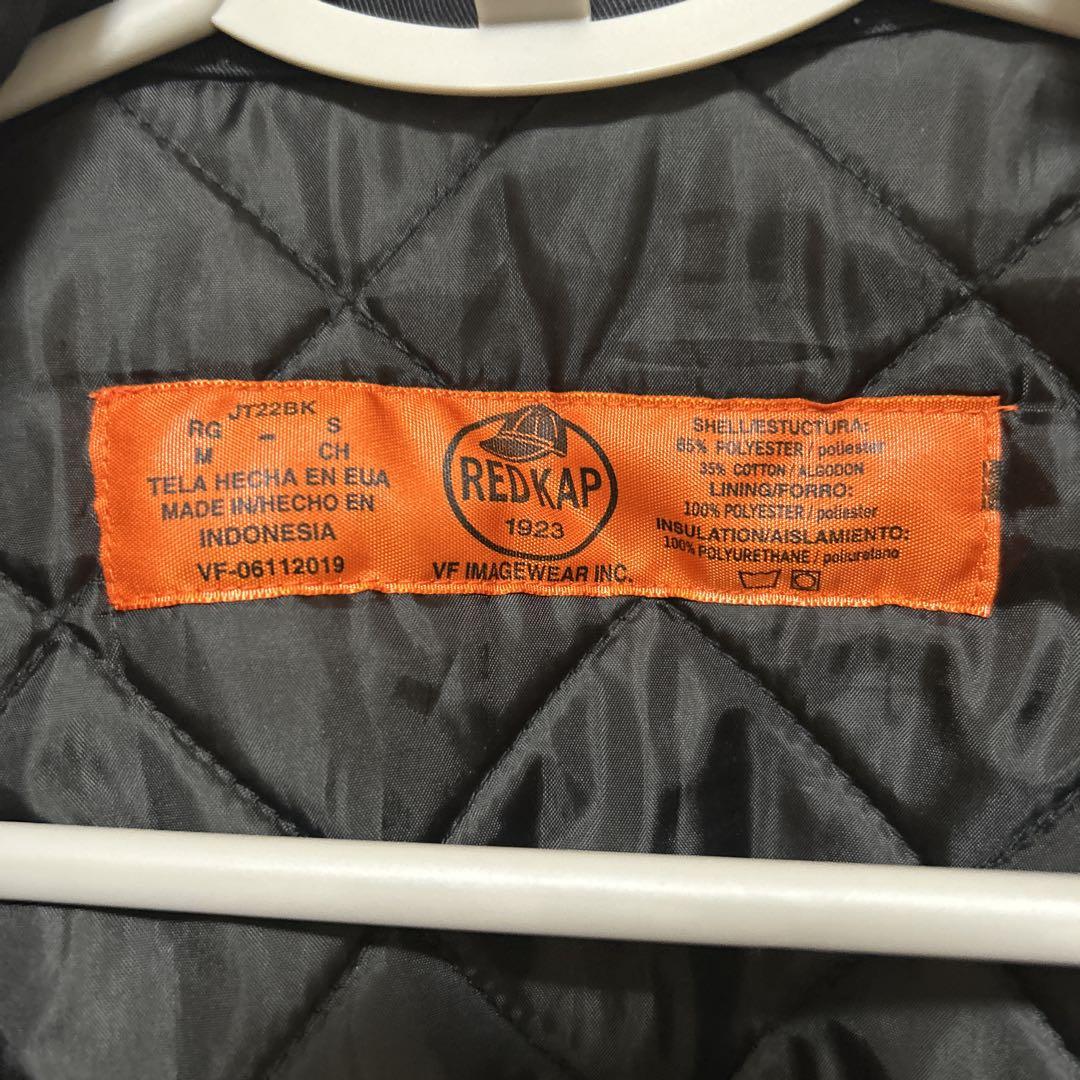 JT22BK
RG - S
M CH
TELA HECHA EN EUA
MADE IN/HECHO EN
INDONESIA
VF-06112019
REDKAP
1923
VF IMAGEWEAR INC.
SHELL/ESTUCTURA:
65% POLYESTER / poliester
35% COTTON / ALGODON
LINING/FORRO:
100% POLYESTER / poliester
INSULATION/AISLAMIENTO:
100% POLYURETHANE / poliuretano